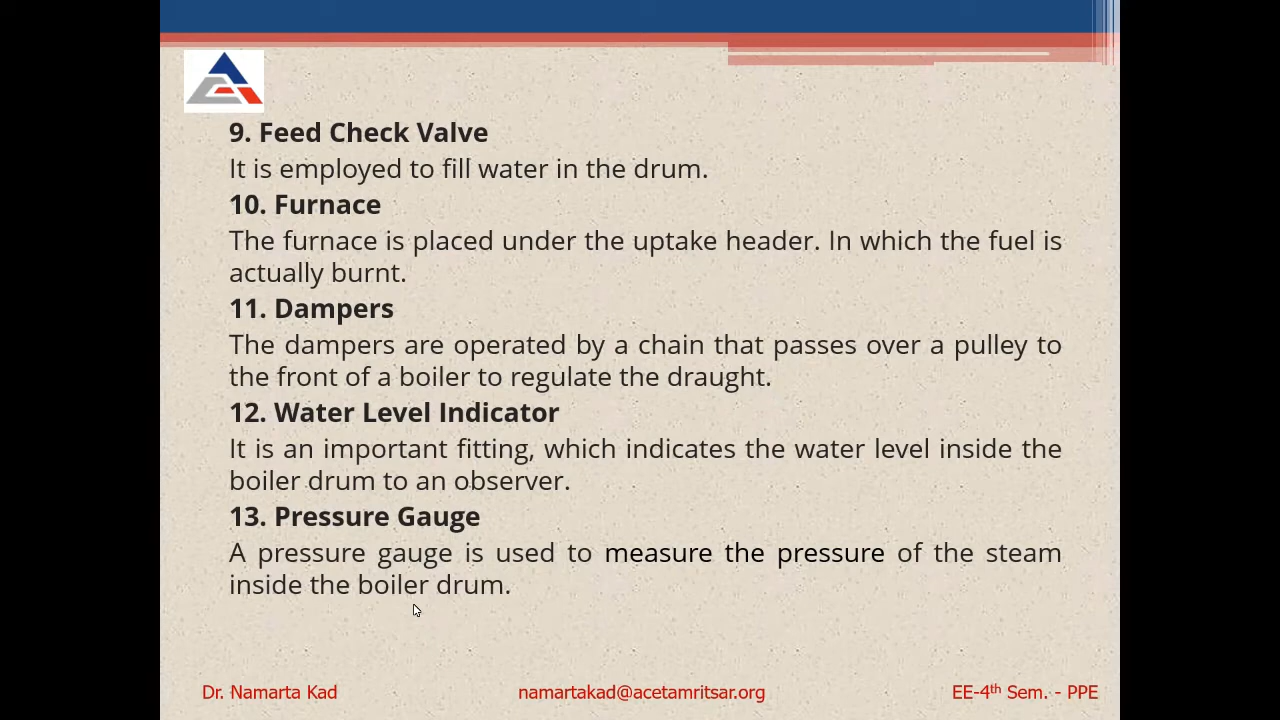 9. Feed Check Valve
It is employed to fill water in the drum.
10. Furnace
The furnace is placed under the uptake header. In which the fuel is
actually burnt.
11. Dampers
The dampers are operated by a chain that passes over a pulley to
the front of a boiler to regulate the draught.
12. Water Level Indicator
It is an important fitting, which indicates the water level inside the
boiler drum to an observer.
13. Pressure Gauge
A pressure gauge is used to measure the pressure of the steam
inside the boiler drum.
Dr. Namarta Kad namartakad@acetamritsar.org EE-4th Sem. - PPE